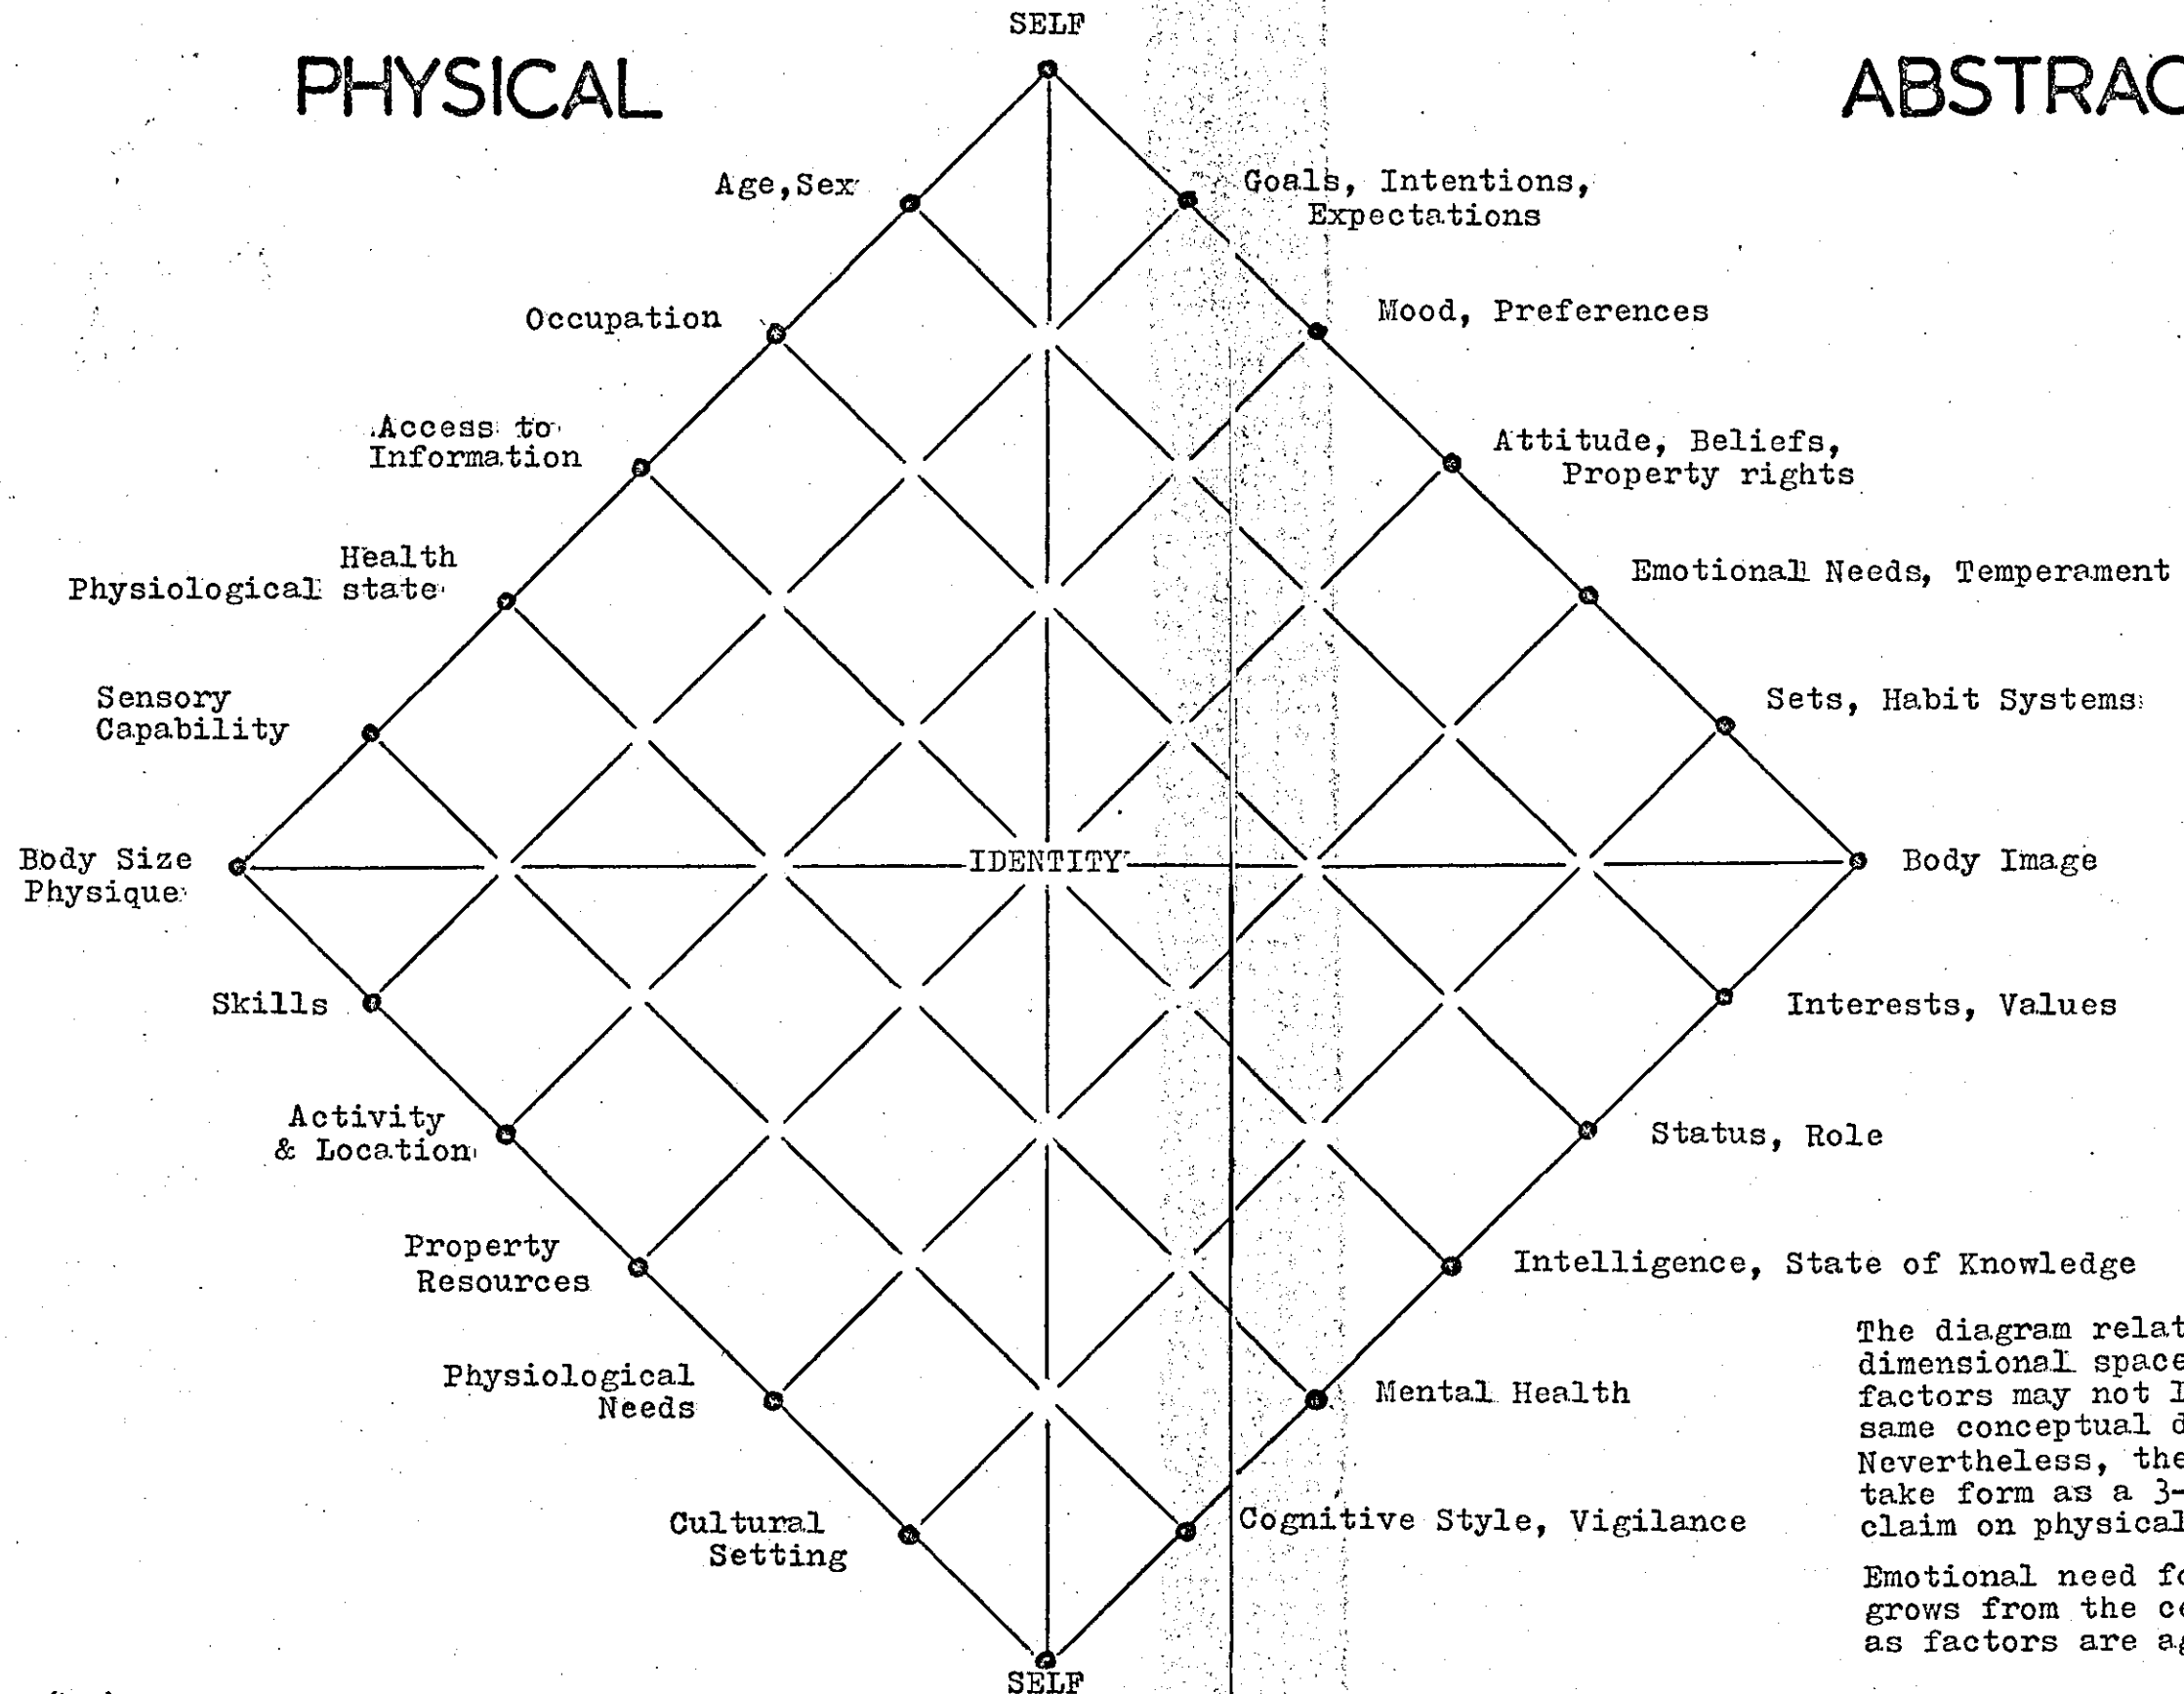 SELF
PHYSICAL
ABSTRAC
Age,Sex
Goals, Intentions,
Expectations
Occupation
Mood, Preferences
Access to
Information
Attitude, Beliefs,
Property rights
Health
Physiological state
Emotional Needs, Temperament
Sensory
Capability
Sets, Habit Systems
Body Size
Physique
IDENTITY
Body Image
Skills
Interests, Values
Activity
& Location
Status, Role
Property
Resources
Intelligence, State of Knowledge
Physiological
Needs
Mental Health
Cultural
Setting
Cognitive Style, Vigilance
The diagram relat
dimensional space
factors may not
same conceptual
Nevertheless, the
take form as a 3-
claim on physical
Emotional need fo
grows from the ce
as factors are ag
SELF